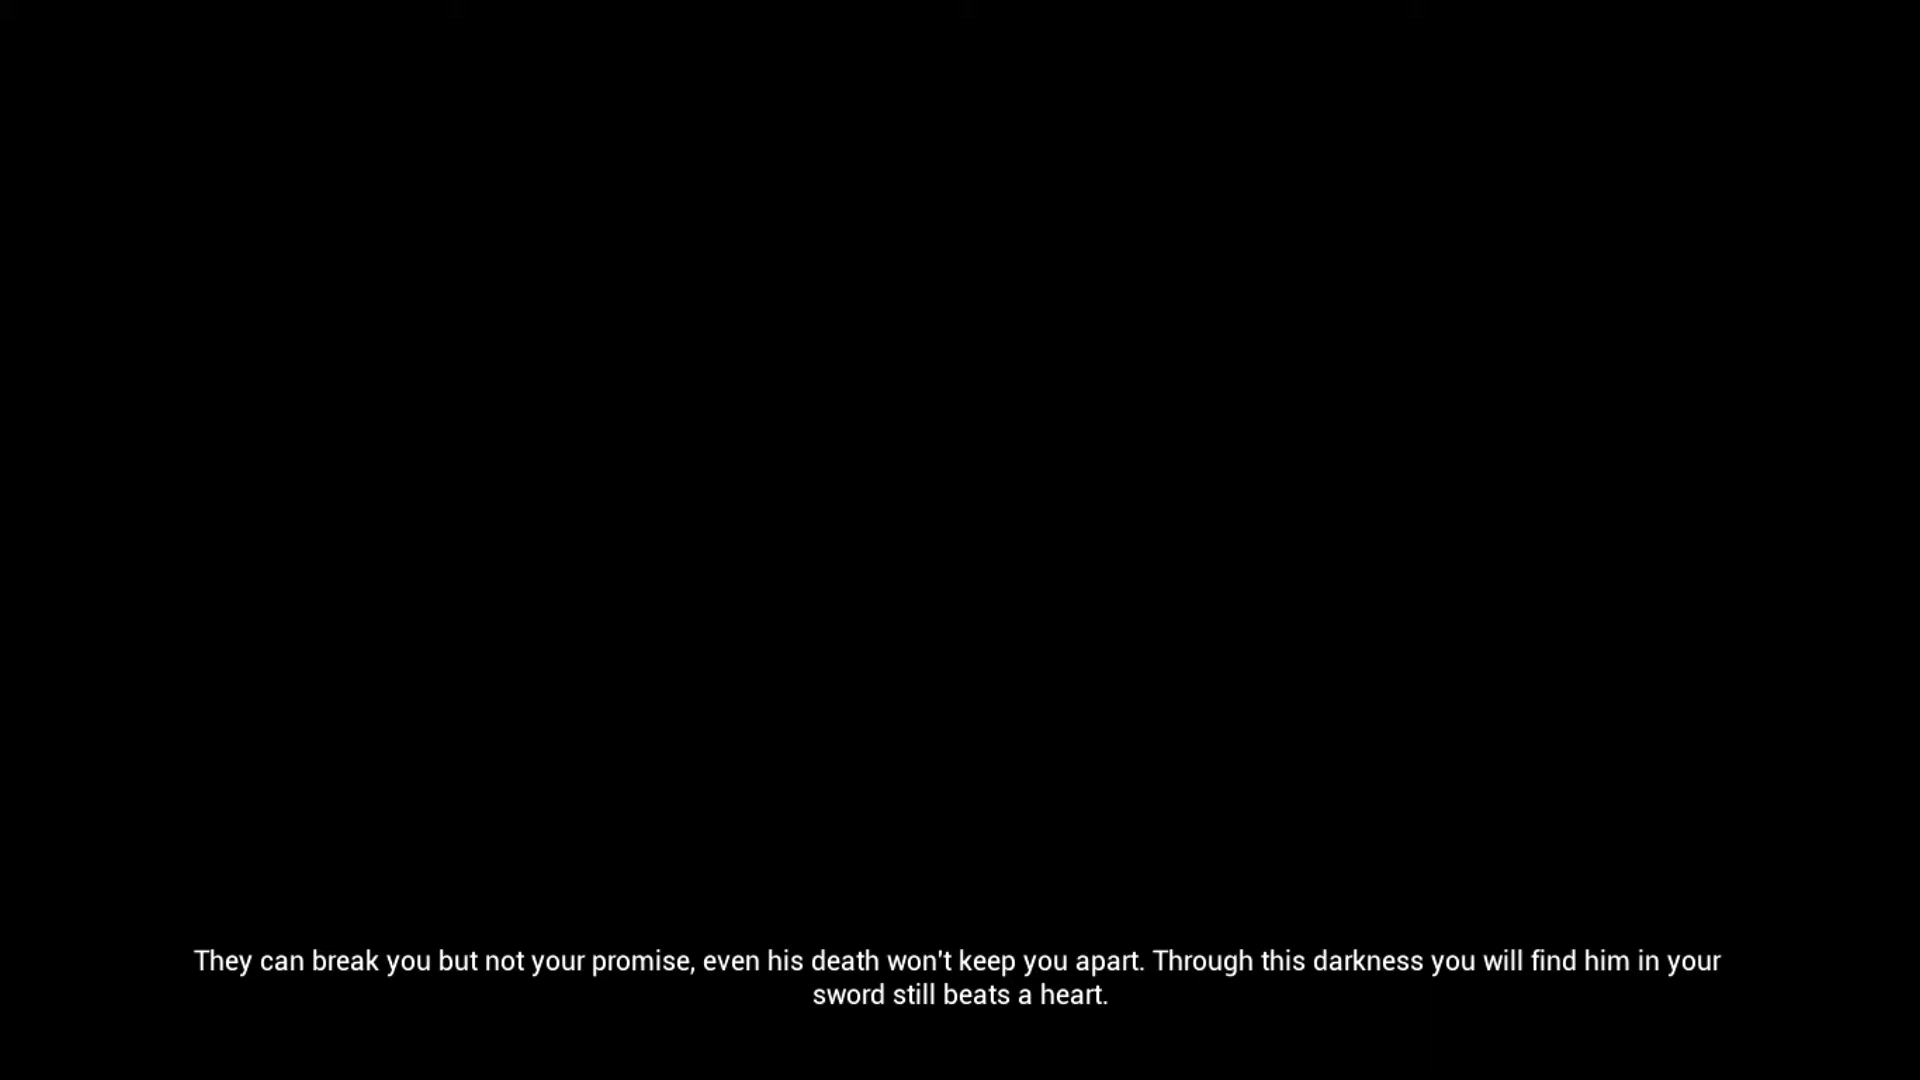 They can break you but not your promise, even his death won't keep you apart. Through this darkness you will find him in your
sword still beats a heart.